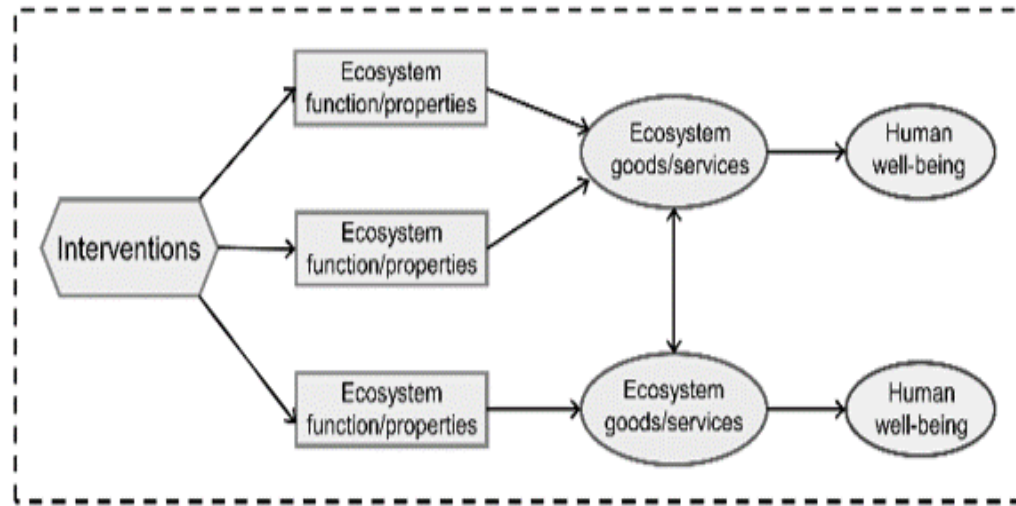 Ecosystem
function/properties
Ecosystem
goods/services
Human
well-being
Interventions
Ecosystem
function/properties
Ecosystem
function/properties
Ecosystem
goods/services
Human
well-being